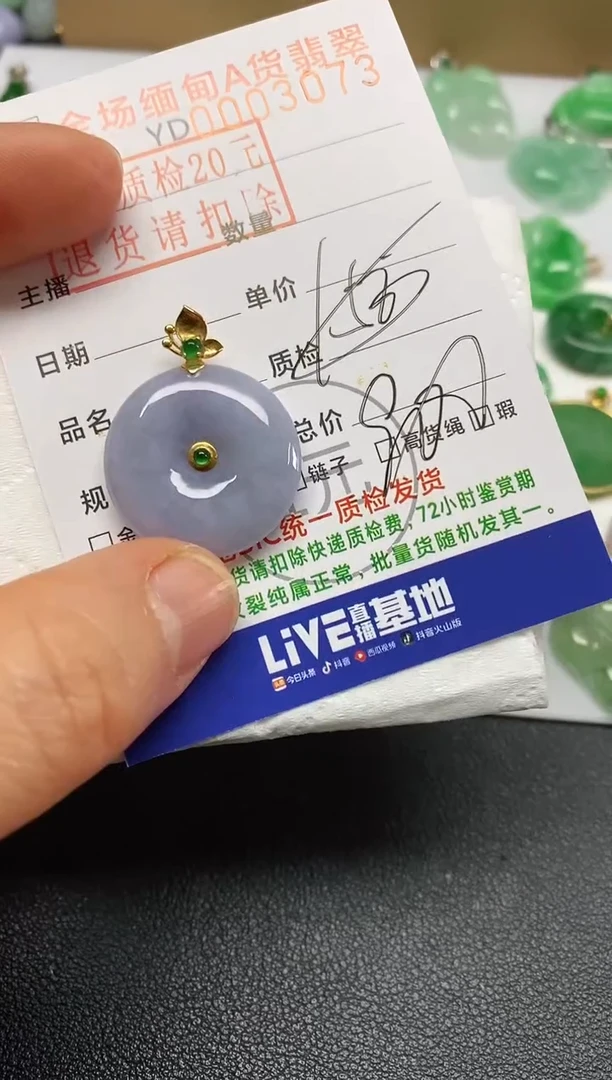 全场缅甸A货翡翠
YD0003073
质检20元
退货请扣除
数量
主播
单价
日期
质检
品名
总价
规
链子 高货绳 瑕
统一质检发货
货请扣除快递质检费，72小时鉴赏期
裂纯属正常，批量货随机发其一。
LiVE直播基地
今日头条 抖音 西瓜视频 抖音火山版